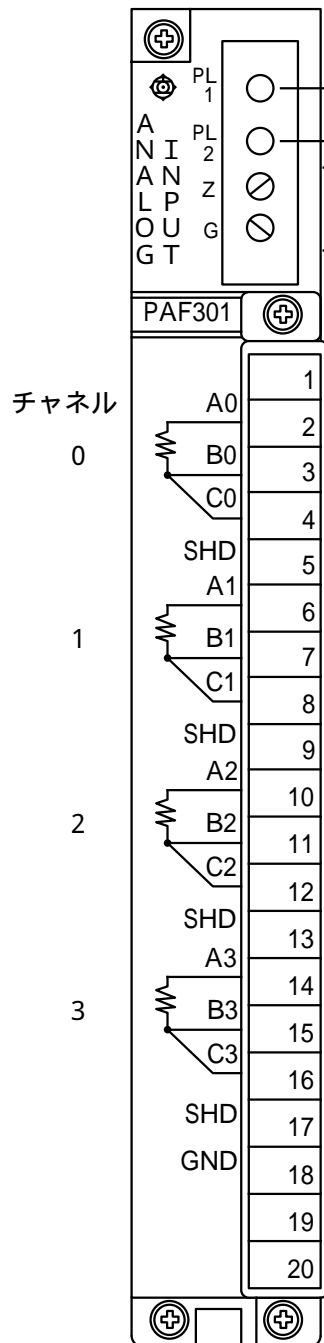 PL
1
PL
2
Z
G
ANALOG
INPUT
PAF301
チャネル
0
1
2
3
A0
B0
C0
SHD
A1
B1
C1
SHD
A2
B2
C2
SHD
A3
B3
C3
SHD
GND
1
2
3
4
5
6
7
8
9
10
11
12
13
14
15
16
17
18
19
20